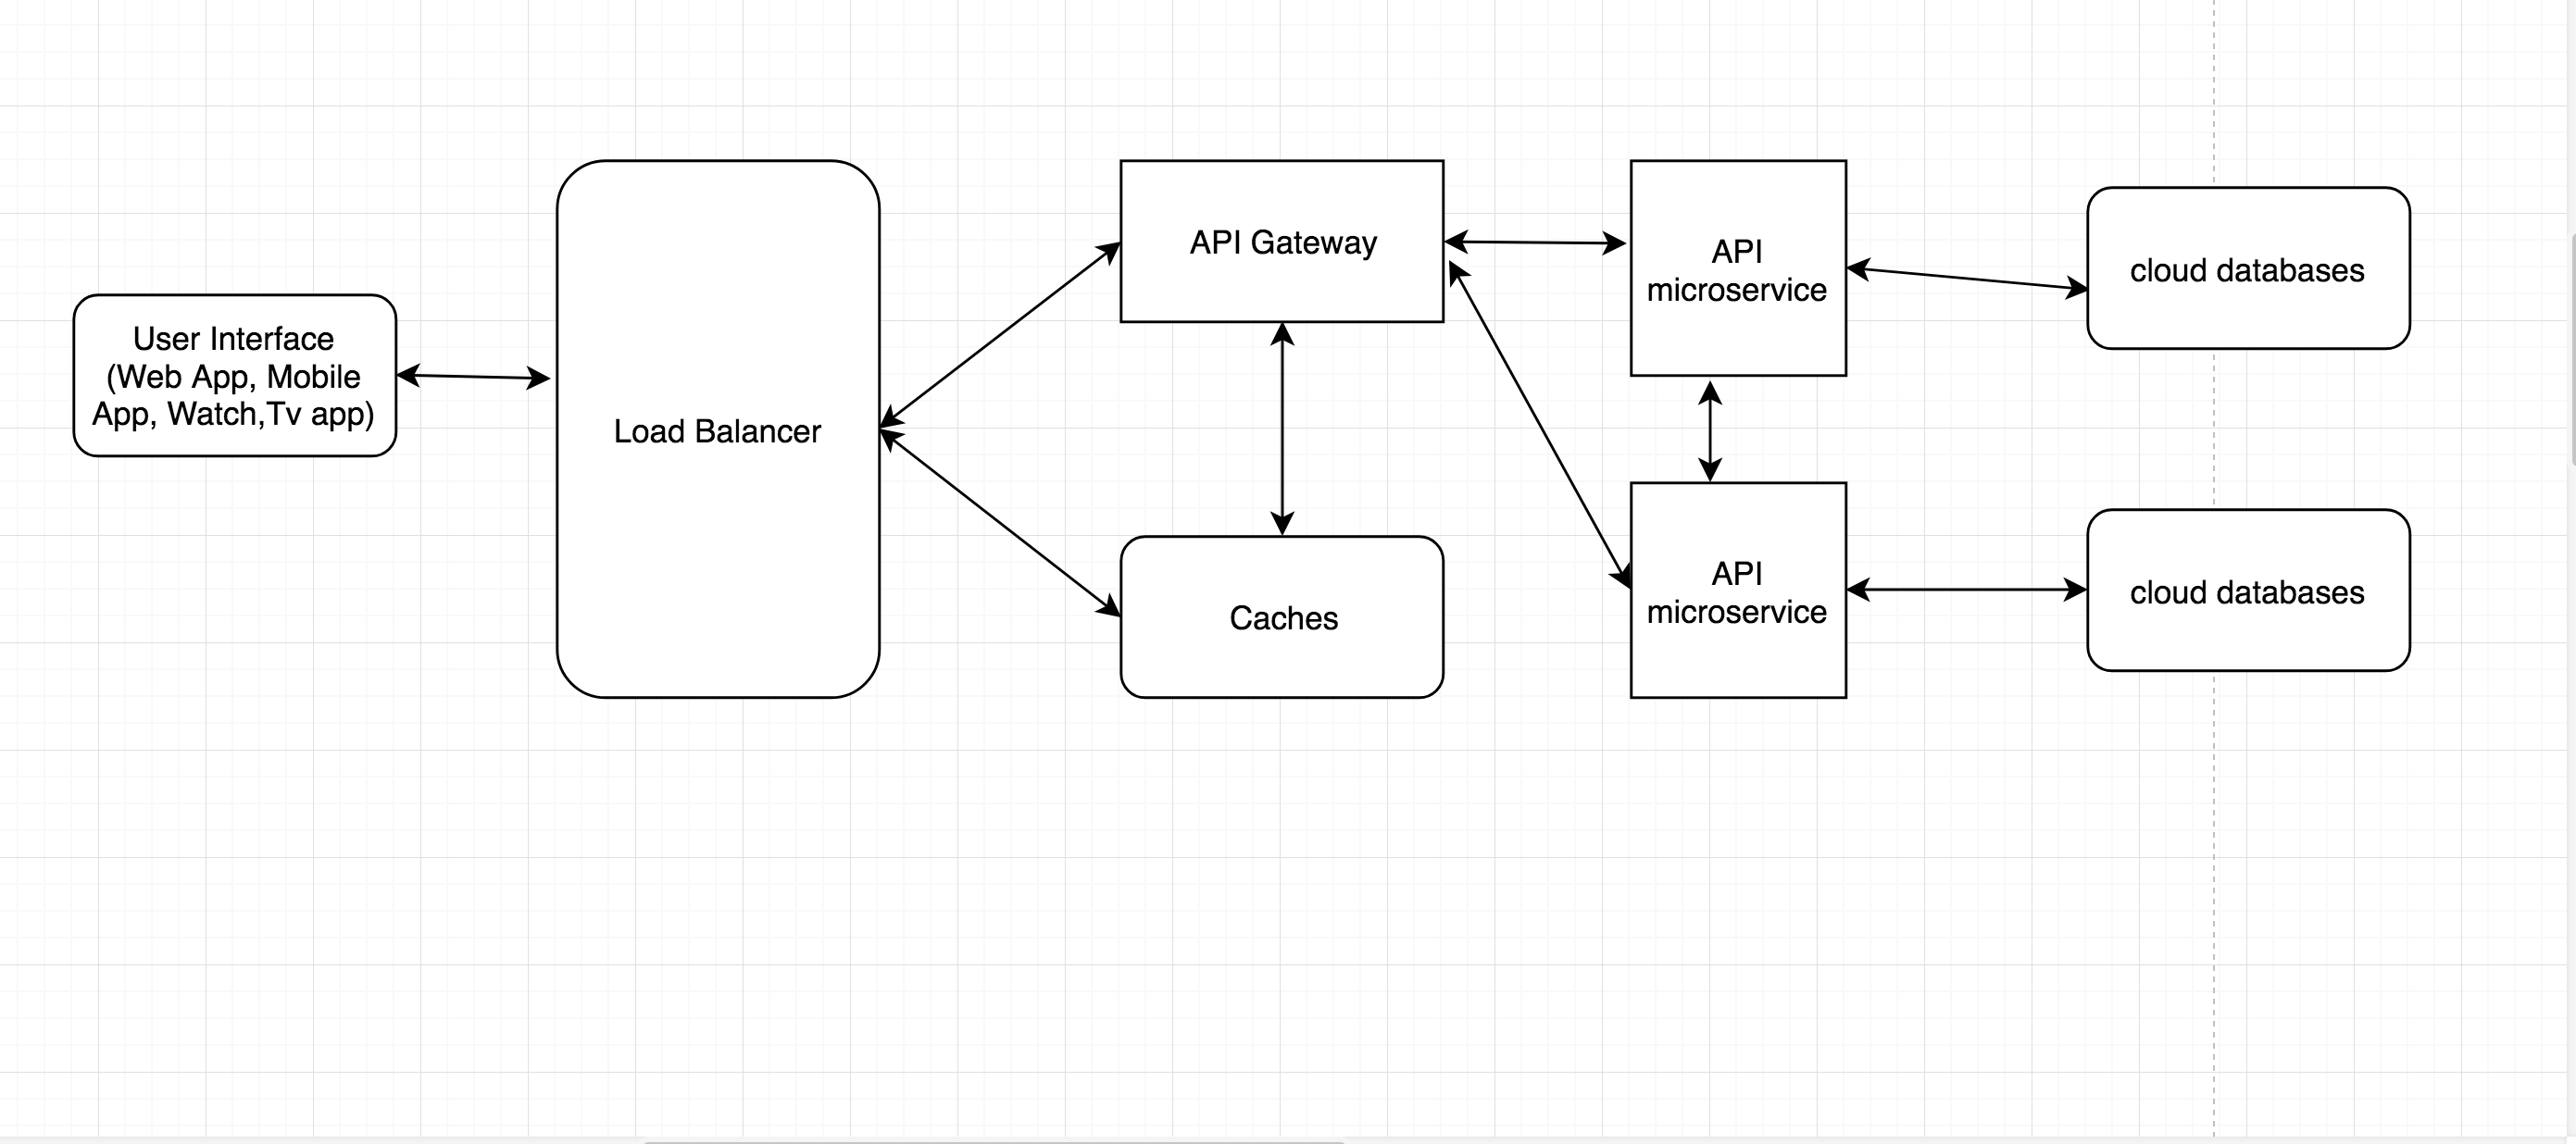 User Interface
(Web App, Mobile
App, Watch,Tv app)
Load Balancer
API Gateway
Caches
API
microservice
API
microservice
cloud databases
cloud databases